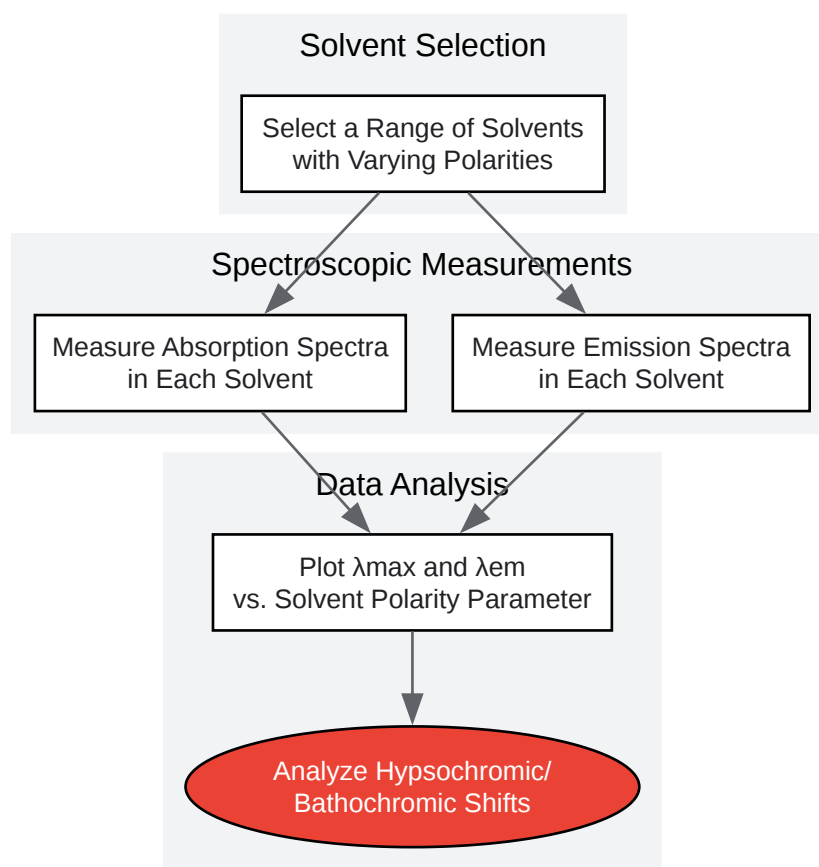 Solvent Selection
Select a Range of Solvents
with Varying Polarities
Spectroscopic Measurements
Measure Absorption Spectra
in Each Solvent
Measure Emission Spectra
in Each Solvent
Data Analysis
Plot λmax and λem
vs. Solvent Polarity Parameter
Analyze Hypsochromic/
Bathochromic Shifts